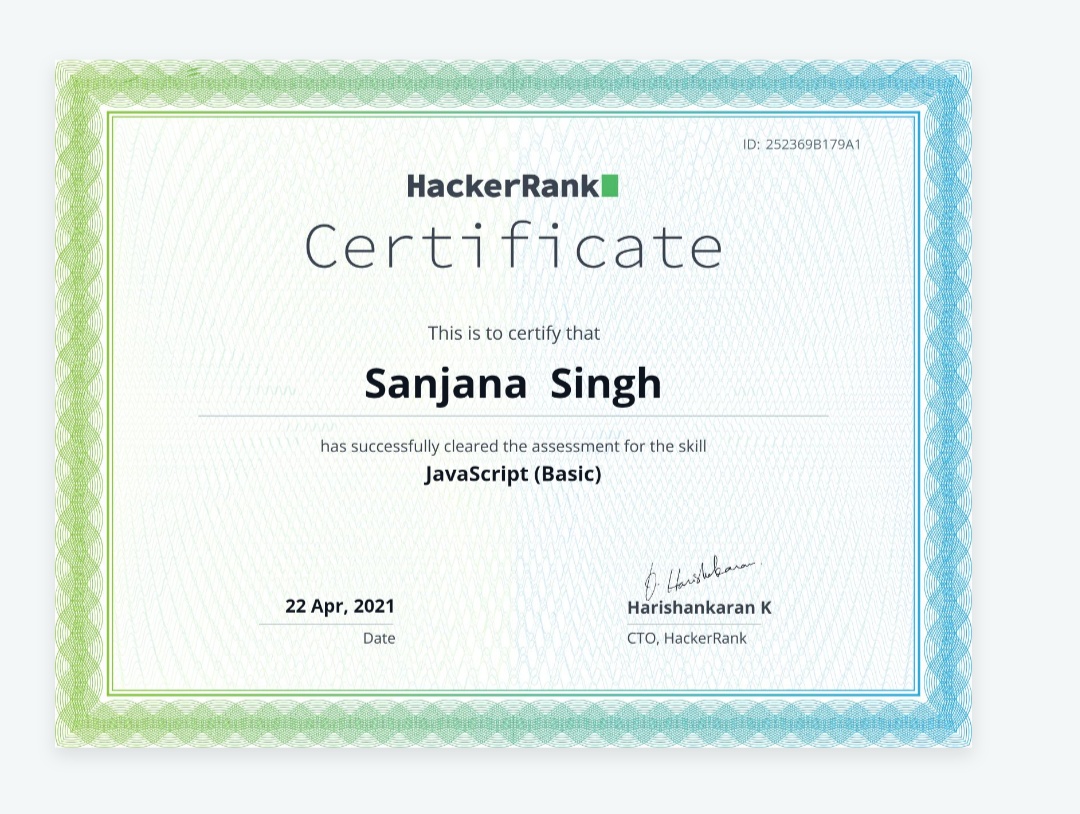 ID: 252369B179A1
HackerRank
Certificate
This is to certify that
Sanjana Singh
has successfully cleared the assessment for the skill
JavaScript (Basic)
22 Apr, 2021
Date
Harishankaran K
CTO, HackerRank